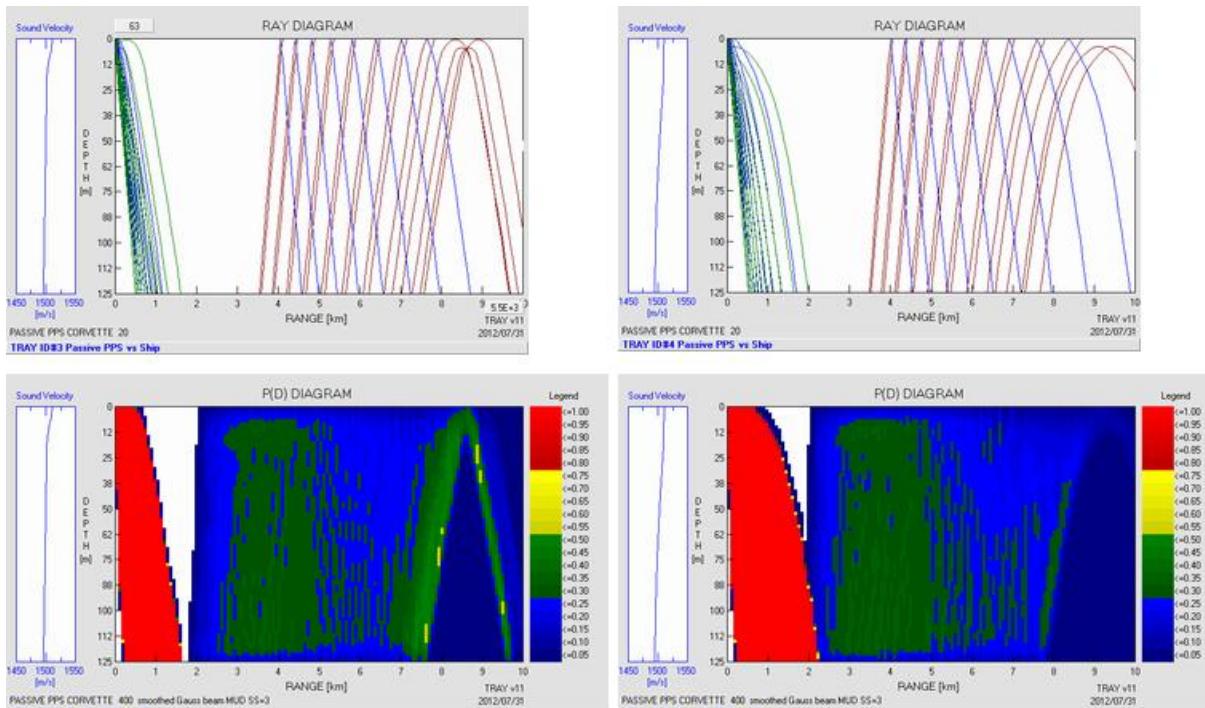 Sound Velocity
63
RAY DIAGRAM
0
12
25
38
50
62
75
88
100
112
125
DEPTH
[m]
1450 1500 1550
[m/s]
0 1 2 3 4 5 6 7 8 9 10
5.5E+3
RANGE [km]
TRAY v11
PASSIVE PPS CORVETTE 20
2012/07/31
TRAY ID#3 Passive PPS vs Ship
Sound Velocity
RAY DIAGRAM
0
12
25
38
50
62
75
88
100
112
125
DEPTH
[m]
1450 1500 1550
[m/s]
0 1 2 3 4 5 6 7 8 9 10
RANGE [km]
TRAY v11
PASSIVE PPS CORVETTE 20
2012/07/31
TRAY ID#4 Passive PPS vs Ship
Sound Velocity
P(D) DIAGRAM
Legend
0
12
25
38
50
62
75
88
100
112
125
DEPTH
[m]
<=1.00
<=0.95
<=0.90
<=0.85
<=0.80
<=0.75
<=0.70
<=0.65
<=0.60
<=0.55
<=0.50
<=0.45
<=0.40
<=0.35
<=0.30
<=0.25
<=0.20
<=0.15
<=0.10
<=0.05
1450 1500 1550
[m/s]
0 1 2 3 4 5 6 7 8 9 10
RANGE [km]
TRAY v11
PASSIVE PPS CORVETTE 400 smoothed Gauss beam MUD SS=3
2012/07/31
Sound Velocity
P(D) DIAGRAM
Legend
0
12
25
38
50
62
75
88
100
112
125
DEPTH
[m]
<=1.00
<=0.95
<=0.90
<=0.85
<=0.80
<=0.75
<=0.70
<=0.65
<=0.60
<=0.55
<=0.50
<=0.45
<=0.40
<=0.35
<=0.30
<=0.25
<=0.20
<=0.15
<=0.10
<=0.05
1450 1500 1550
[m/s]
0 1 2 3 4 5 6 7 8 9 10
RANGE [km]
TRAY v11
PASSIVE PPS CORVETTE 400 smoothed Gauss beam MUD SS=3
2012/07/31